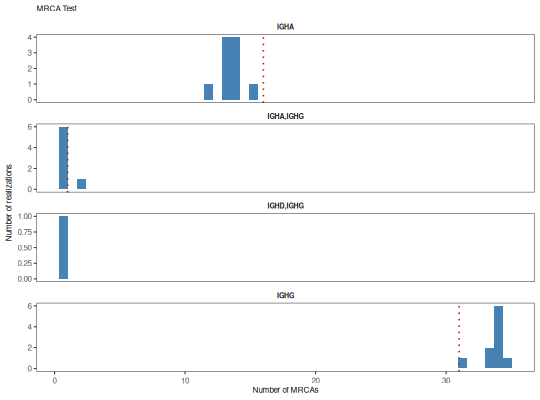 MRCA Test
IGHA
4
3
2
1
0
IGHA,IGHG
6
4
2
0
IGHD,IGHG
1.00
0.75
0.50
0.25
0.00
IGHG
6
4
2
0
0 10 20 30
Number of MRCAs
Number of realizations